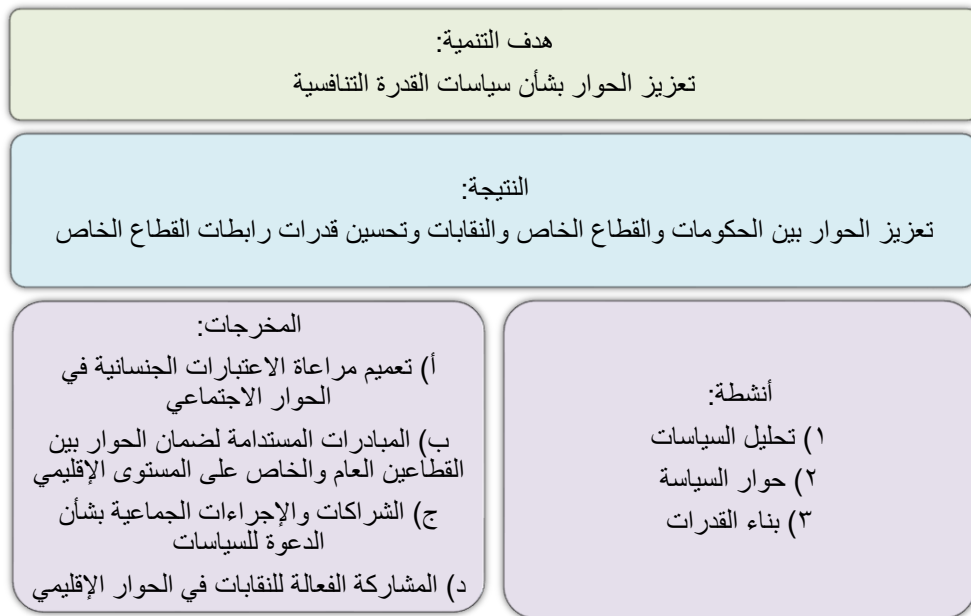 هدف التنمية:
تعزيز الحوار بشأن سياسات القدرة التنافسية
النتيجة:
تعزيز الحوار بين الحكومات والقطاع الخاص والنقابات وتحسين قدرات رابطات القطاع الخاص
أنشطة:
١) تحليل السياسات
٢) حوار السياسة
٣) بناء القدرات
المخرجات:
أ) تعميم مراعاة الاعتبارات الجنسانية في
الحوار الاجتماعي
ب) المبادرات المستدامة لضمان الحوار بين
القطاعين العام والخاص على المستوى الإقليمي
ج) الشراكات والإجراءات الجماعية بشأن
الدعوة للسياسات
د) المشاركة الفعالة للنقابات في الحوار الإقليمي